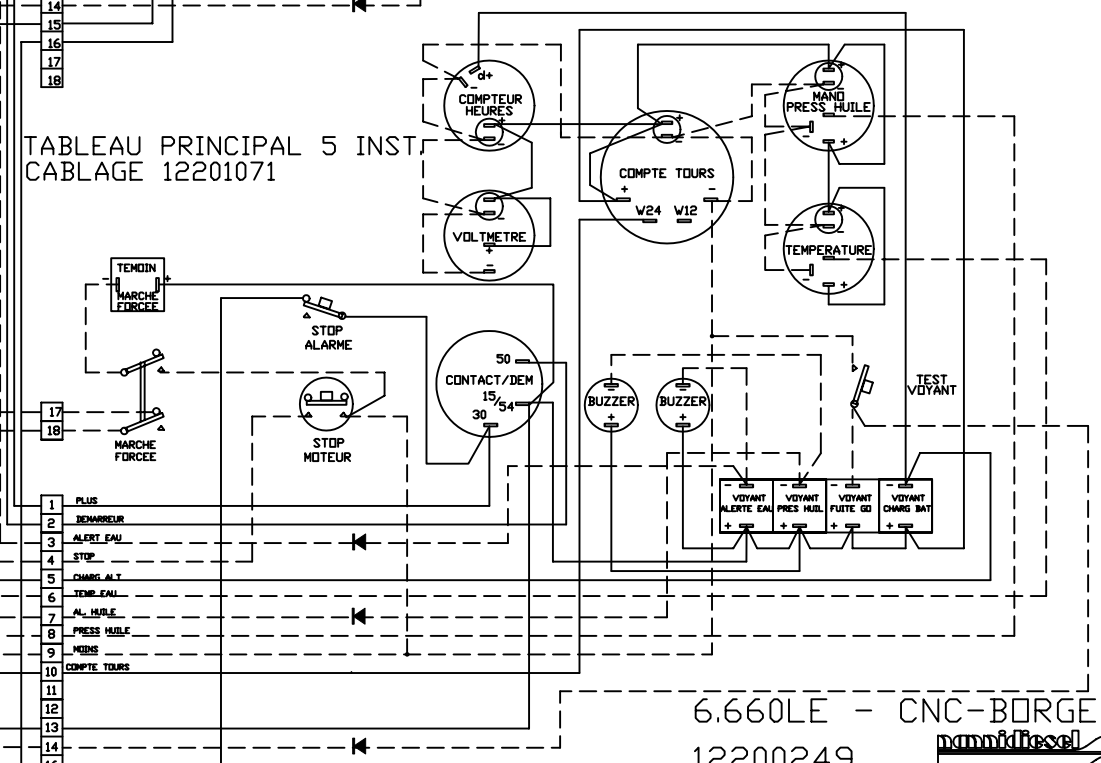 14
15
16
17
18
TABLEAU PRINCIPAL 5 INST.
CABLAGE 12201071
d+
-
COMPTEUR
HEURES
+
-
VOLTMETRE
+
-
+
-
COMPTE TOURS
+
-
W24
W12
+
-
MANO
PRESS HUILE
-
+
+
-
TEMPERATURE
-
+
-
TEMOIN
+
MARCHE
FORCEE
STOP
ALARME
50
CONTACT/DEM
15/54
30
BUZZER
+
BUZZER
+
TEST
VOYANT
17
18
MARCHE
FORCEE
STOP
MOTEUR
-
VOYANT
ALERTE EAU
+
-
VOYANT
PRES HUIL
+
-
VOYANT
FUITE GO
+
-
VOYANT
CHARG BAT
+
1 PLUS
2 DEMARREUR
3 ALERT EAU
4 STOP
5 CHARG ALT
6 TEMP EAU
7 AL. HUILE
8 PRESS HUILE
9 MOINS
10 COMPTE TOURS
11
12
13
14
6.660LE - CNC-BORGE
12200249
nannidiesel